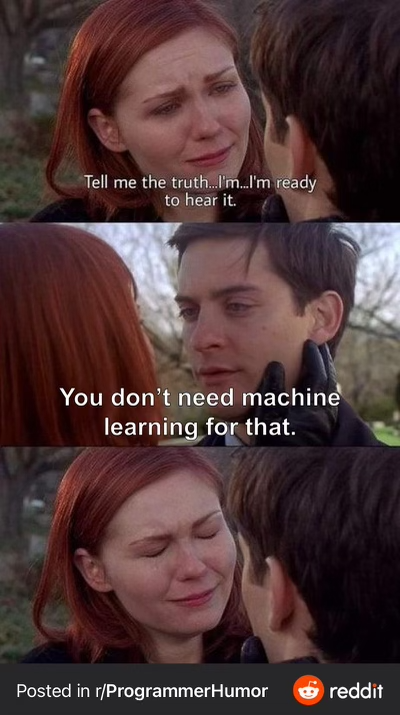 Tell me the truth...I'm...I'm ready
to hear it.
You don't need machine
learning for that.
Posted in r/ProgrammerHumor reddit